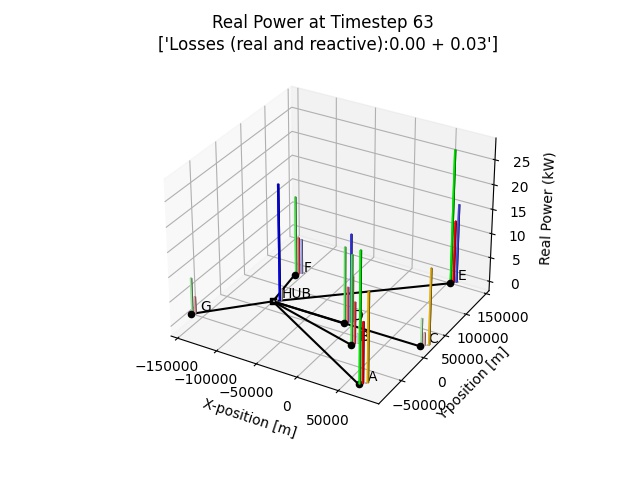 Real Power at Timestep 63
['Losses (real and reactive):0.00 + 0.03']
25
20
15
10
5
0
Real Power (kW)
E
F
HUB
G
D
B
C
A
150000
100000
50000
0
−50000
Y-position [m]
−150000
−100000
−50000
0
50000
X-position [m]